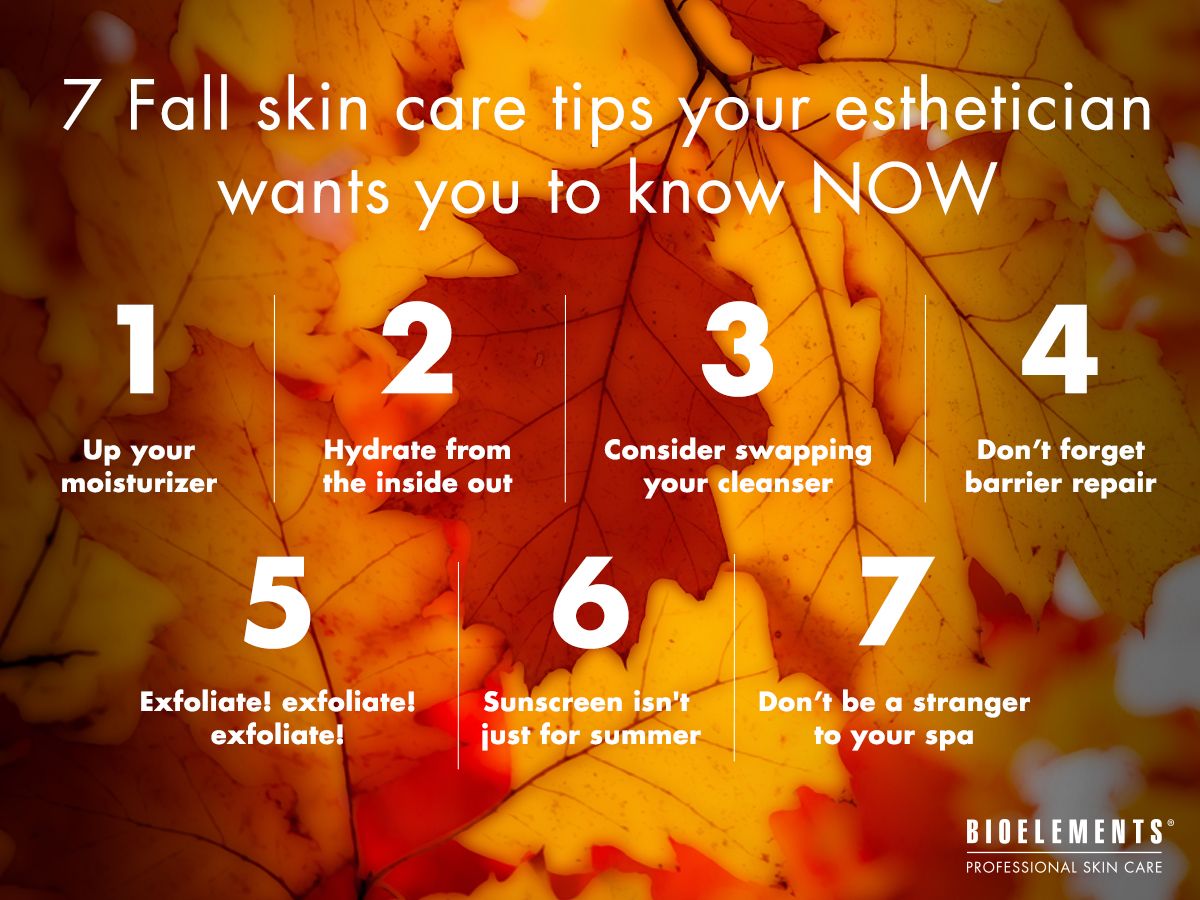 7 Fall skin care tips your esthetician
wants you to know NOW
1
Up your
moisturizer
2
Hydrate from
the inside out
3
Consider swapping
your cleanser
4
Don’t forget
barrier repair
5
Exfoliate! exfoliate!
exfoliate!
6
Sunscreen isn't
just for summer
7
Don’t be a stranger
to your spa
BIOELEMENTS®
PROFESSIONAL SKIN CARE